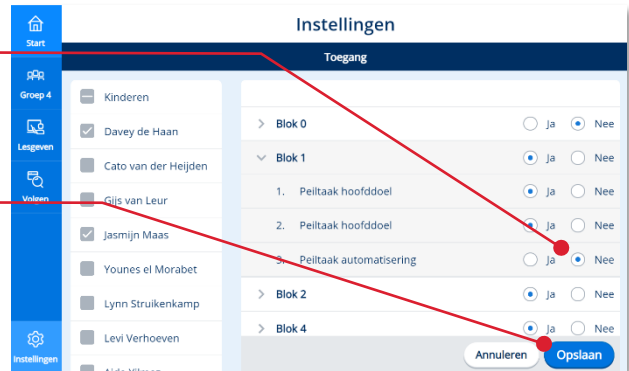 Instellingen
Toegang
Start
Groep 4
Lesgeven
Volgen
Instellingen
Kinderen
Davey de Haan
Cato van der Heijden
Gijs van Leur
Jasmijn Maas
Younes el Morabet
Lynn Struikenkamp
Levi Verhoeven
Blok 0 Ja Nee
Blok 1 Ja Nee
1. Peiltaak hoofddoel Ja Nee
2. Peiltaak hoofddoel Ja Nee
3. Peiltaak automatisering Ja Nee
Blok 2 Ja Nee
Blok 4 Ja Nee
Annuleren Opslaan